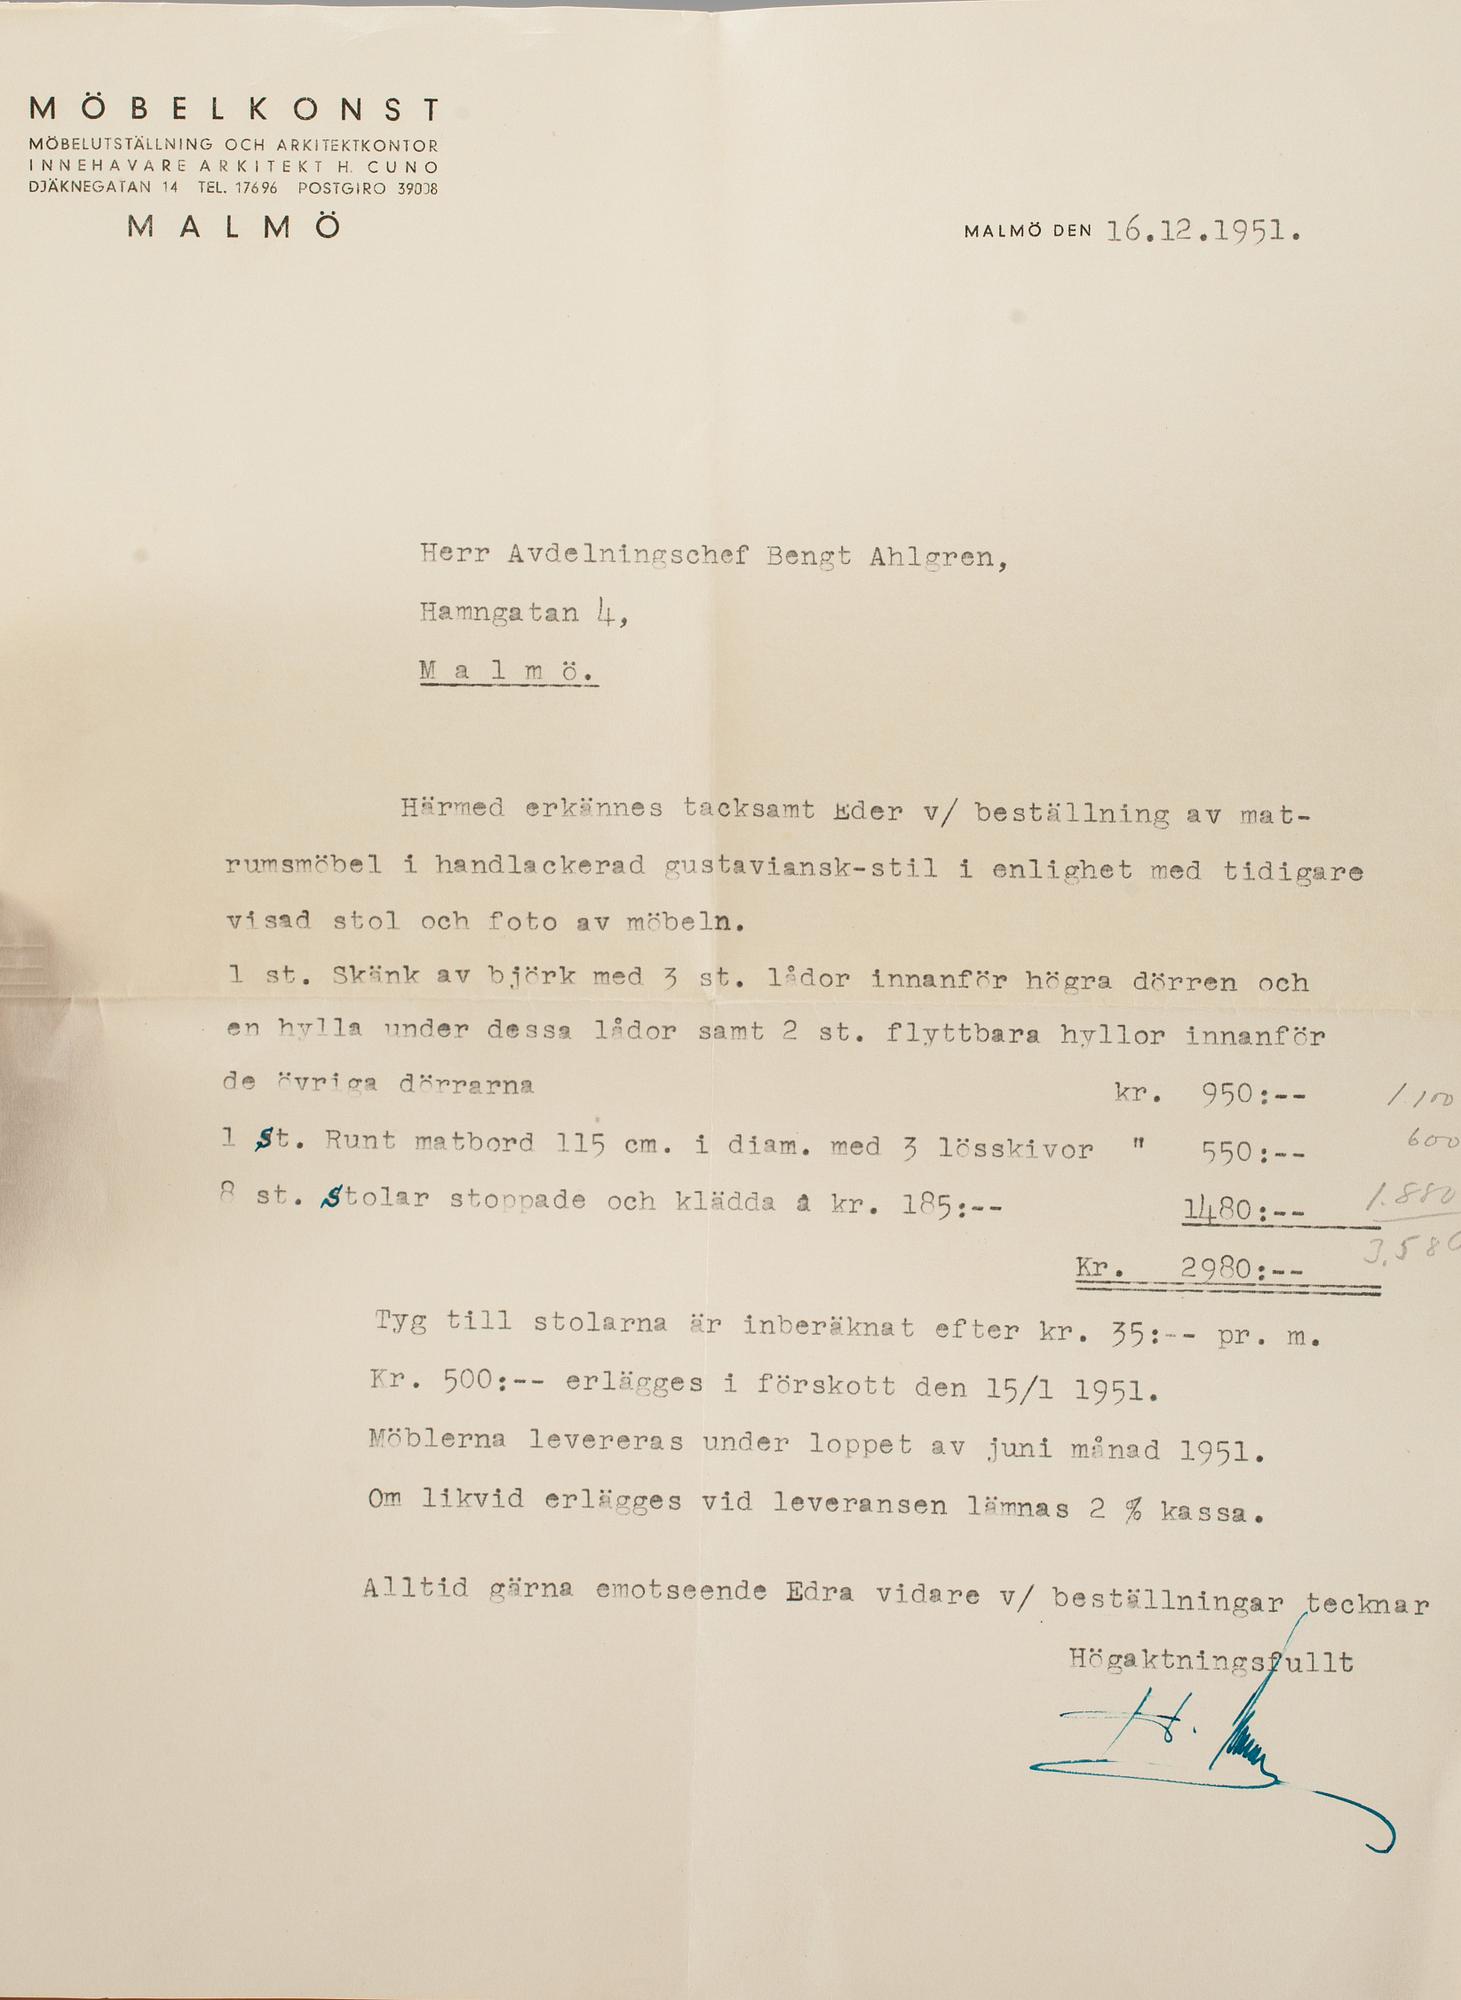 MÖBELKONST
MÖBELUTSTÄLLNING OCH ARKITEKTKONTOR
INNEHAVARE ARKITEKT H. CUNO
DJÄKNEGATAN 14 TEL. 17696 POSTGIRO 39008
MALMÖ
MALMÖ DEN 16.12.1951.
Herr Avdelningschef Bengt Ahlgren,
Hamngatan 4,
M a l m ö.
Härmed erkännes tacksamt Eder v/ beställning av mat-
rumsmöbel i handlackerad gustaviansk-stil i enlighet med tidigare
visad stol och foto av möbeln.
1 st. Skänk av björk med 3 st. lådor innanför högra dörren och
en hylla under dessa lådor samt 2 st. flyttbara hyllor innanför
de övriga dörrarna kr. 950:-- 1.100
1 St. Runt matbord 115 cm. i diam. med 3 lösskivor " 550:-- 600
8 st. Stolar stoppade och klädda a kr. 185:-- 1480:-- 1.880
Kr. 2980:-- 3.580
Tyg till stolarna är inberäknat efter kr. 35:-- pr. m.
Kr. 500:-- erlägges i förskott den 15/1 1951.
Möblerna levereras under loppet av juni månad 1951.
Om likvid erlägges vid leveransen lämnas 2 % kassa.
Alltid gärna emotseende Edra vidare v/ beställningar tecknar
Högaktningsfullt
H. Cuno